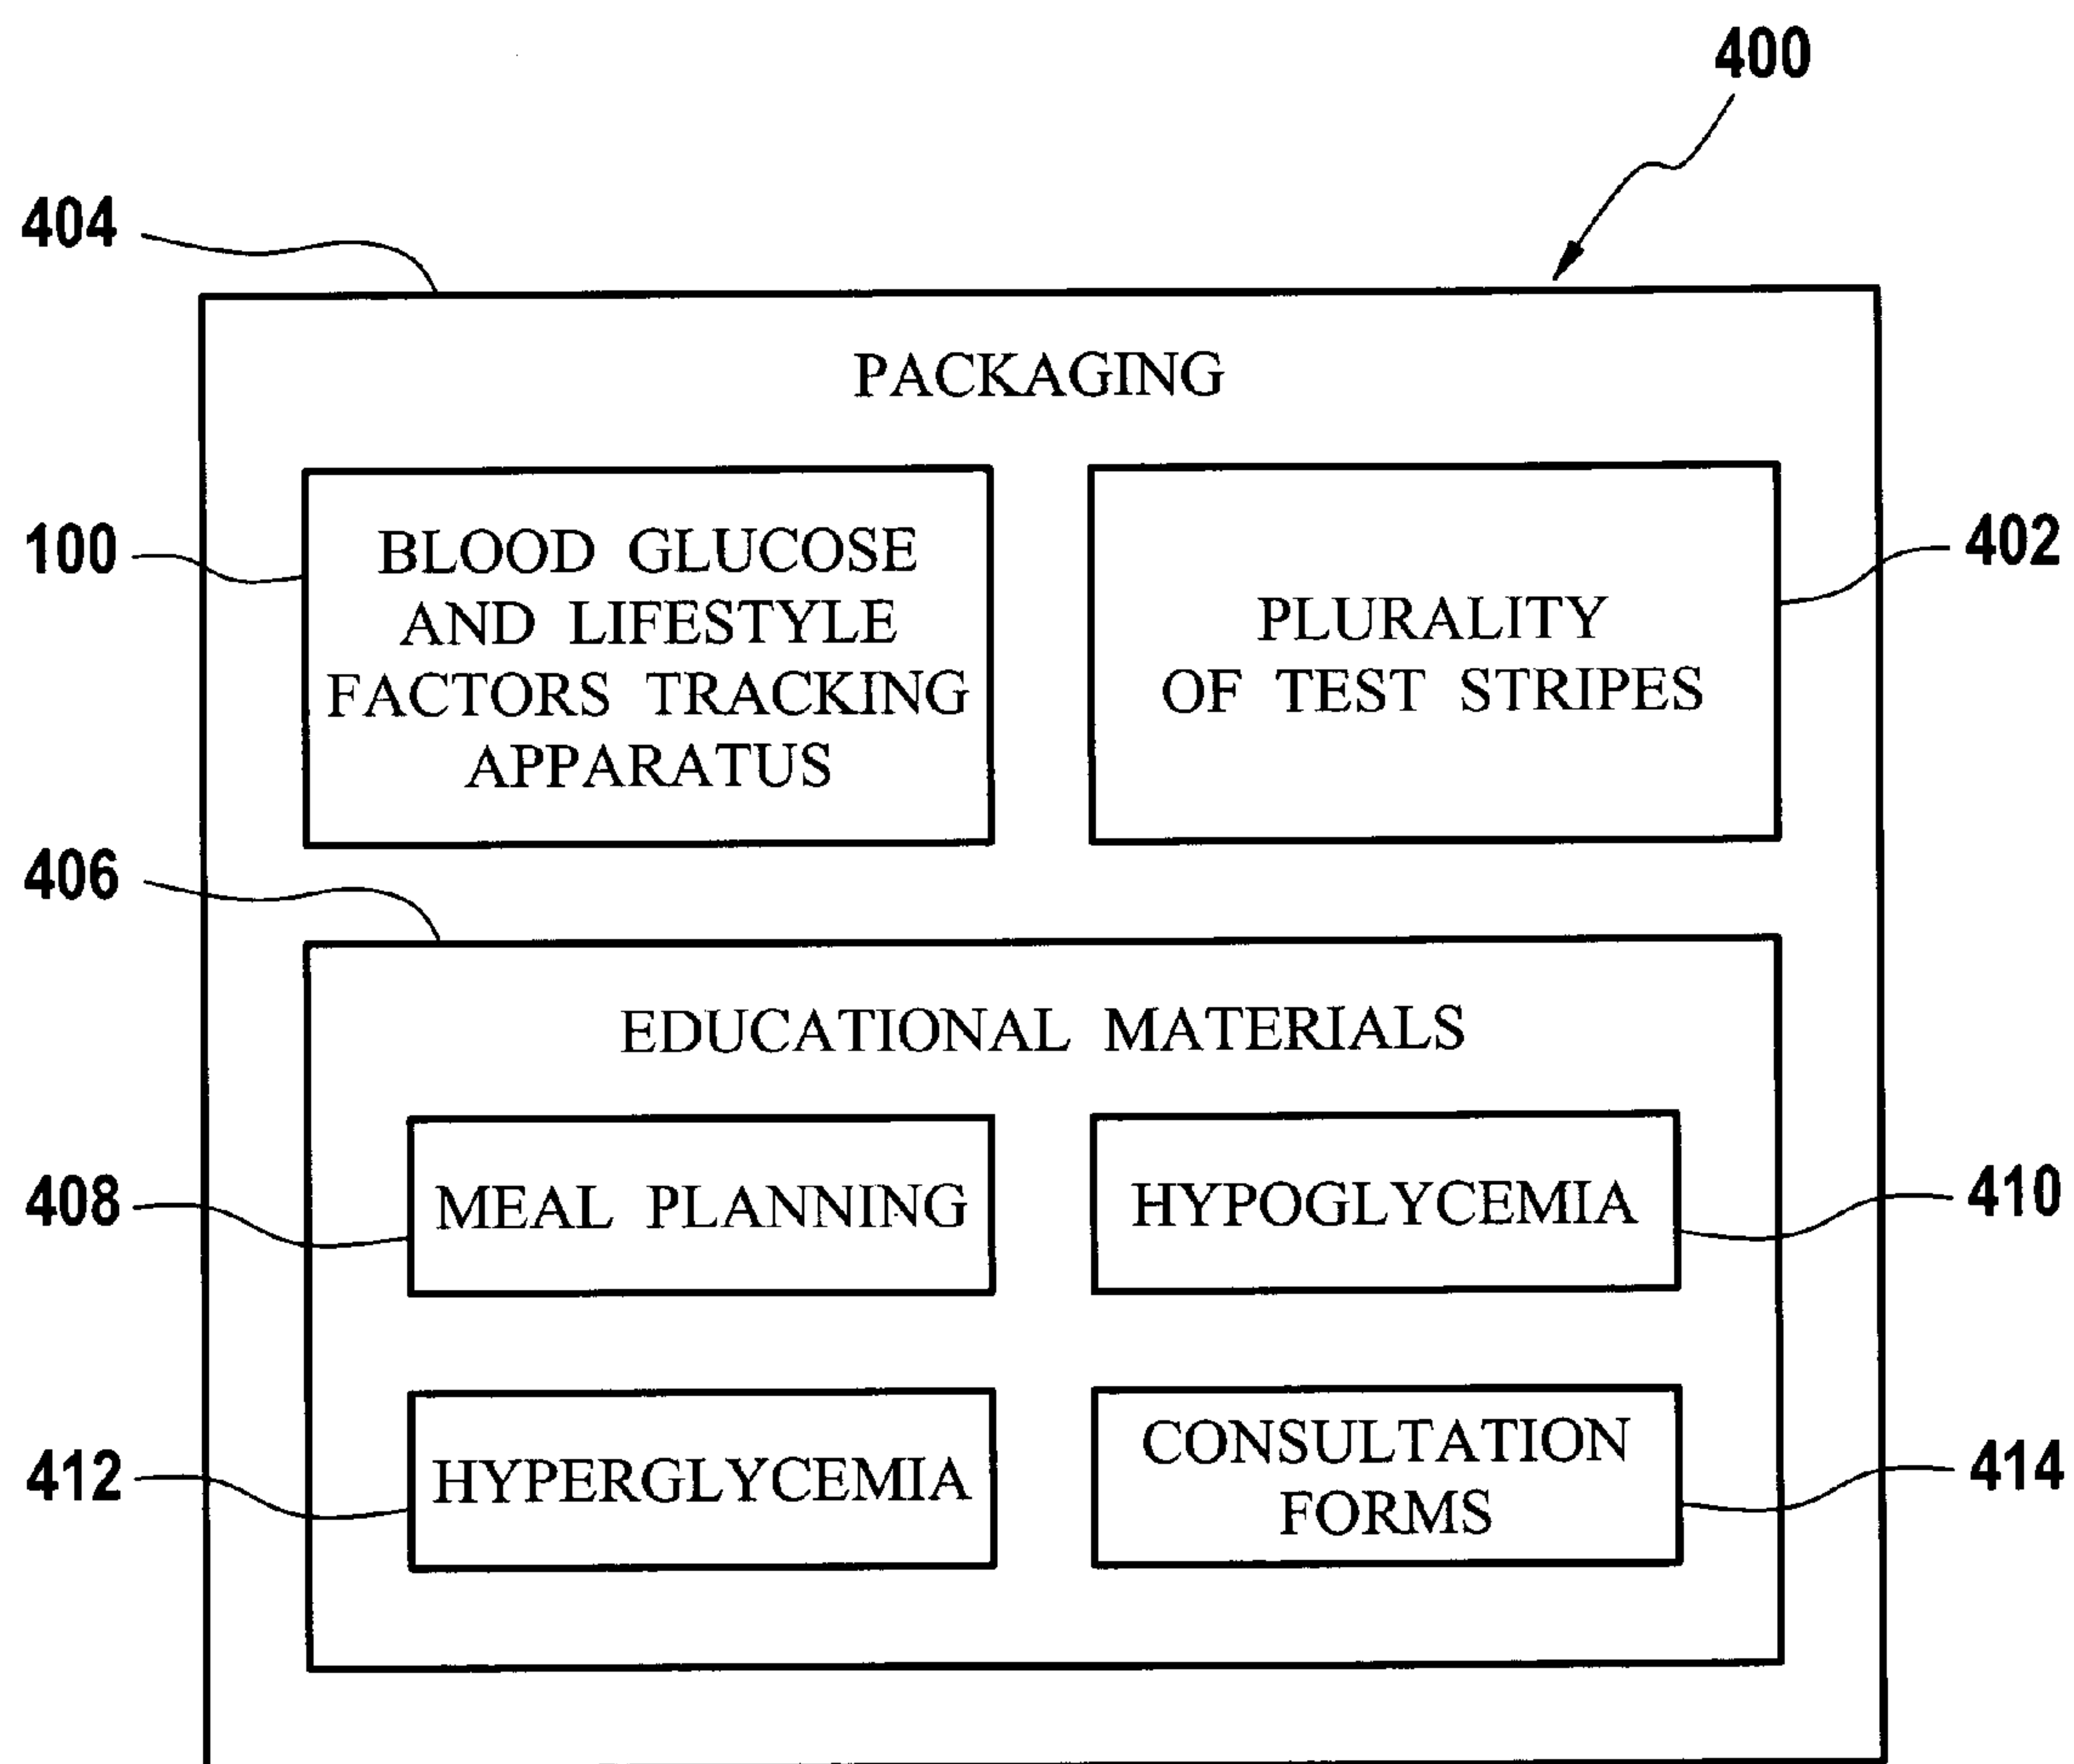 400
404
PACKAGING
100
BLOOD GLUCOSE
AND LIFESTYLE
FACTORS TRACKING
APPARATUS
402
PLURALITY
OF TEST STRIPES
406
EDUCATIONAL MATERIALS
408
MEAL PLANNING
HYPOGLYCEMIA
410
412
HYPERGLYCEMIA
CONSULTATION
FORMS
414